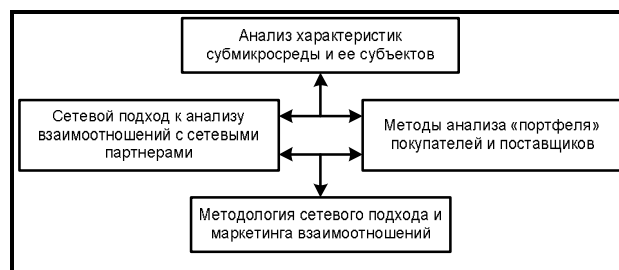 Анализ характеристик
субмикросреды и ее субъектов
Сетевой подход к анализу
взаимоотношений с сетевыми
партнерами
Методы анализа «портфеля»
покупателей и поставщиков
Методология сетевого подхода и
маркетинга взаимоотношений